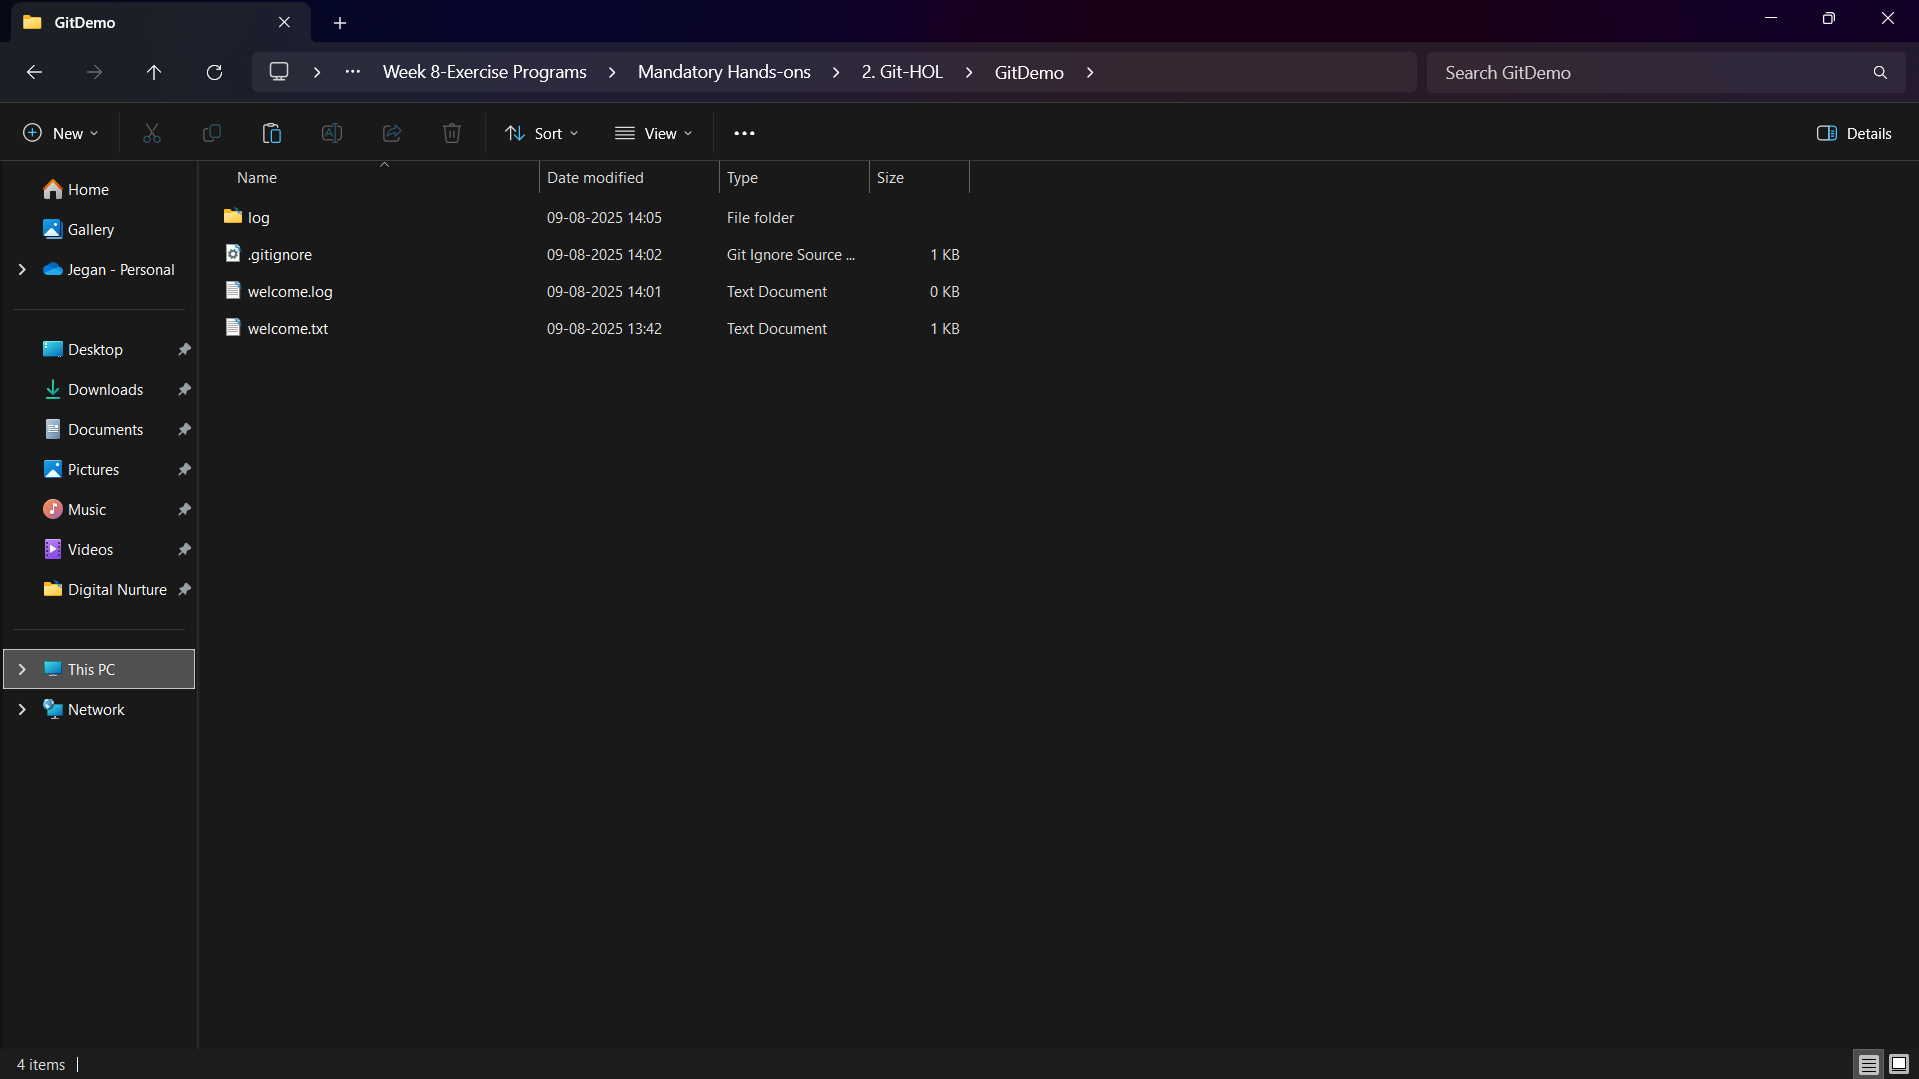 GitDemo
Week 8-Exercise Programs > Mandatory Hands-ons > 2. Git-HOL > GitDemo >
Search GitDemo
New
Sort
View
Details
Name Date modified Type Size
log 09-08-2025 14:05 File folder
.gitignore 09-08-2025 14:02 Git Ignore Source ... 1 KB
welcome.log 09-08-2025 14:01 Text Document 0 KB
welcome.txt 09-08-2025 13:42 Text Document 1 KB
Home
Gallery
Jegan - Personal
Desktop
Downloads
Documents
Pictures
Music
Videos
Digital Nurture
This PC
Network
4 items